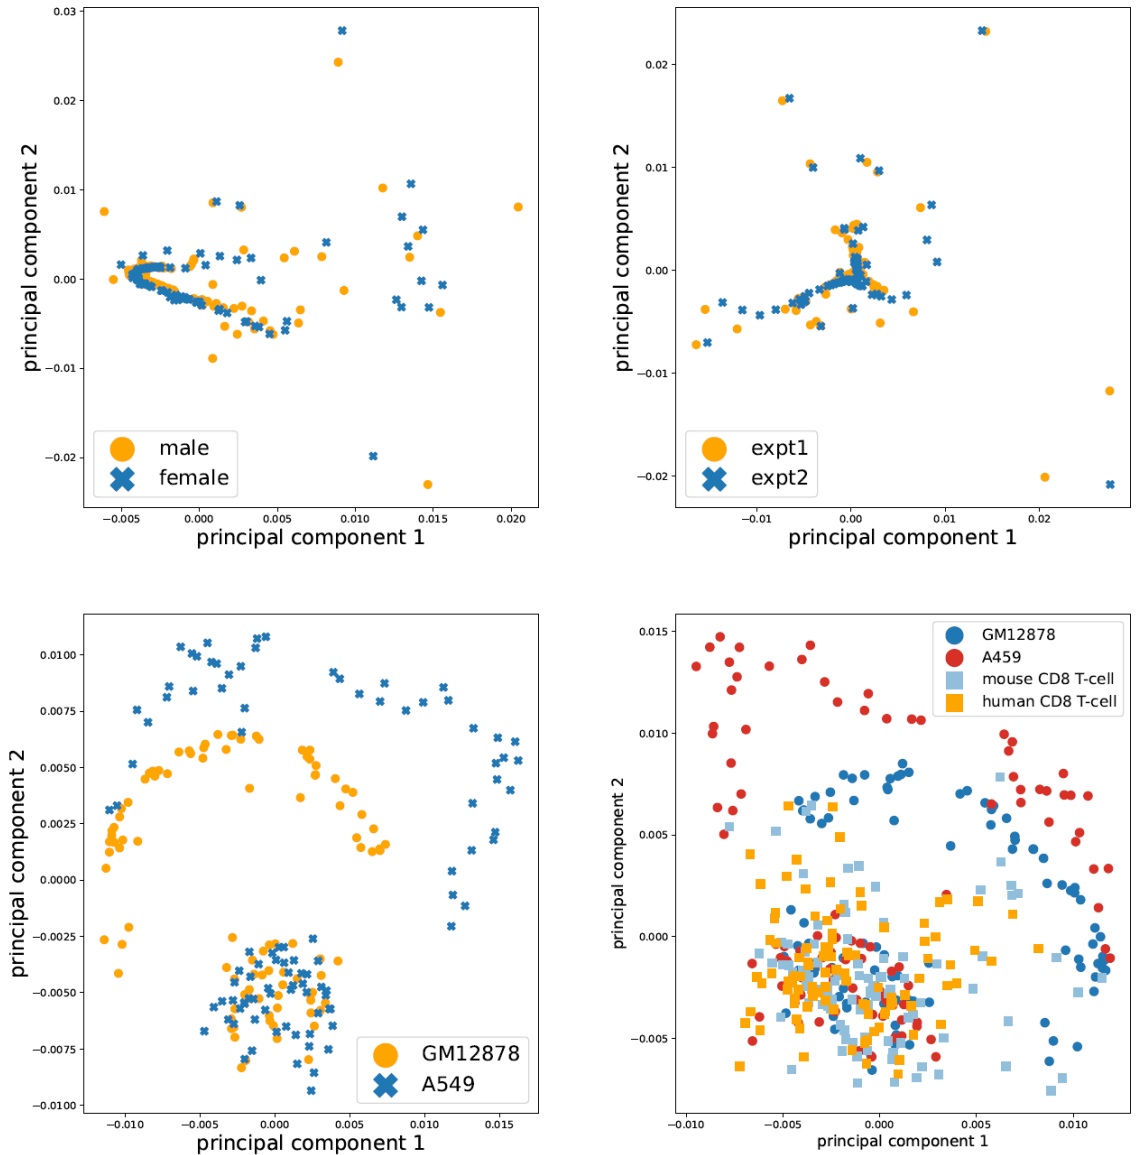 0.03
0.02
0.01
0.00
−0.01
−0.02
principal component 2
male
female
−0.005
0.000
0.005
0.010
0.015
0.020
principal component 1
0.02
0.01
0.00
−0.01
−0.02
principal component 2
expt1
expt2
−0.01
0.00
0.01
0.02
principal component 1
0.0100
0.0075
0.0050
0.0025
0.0000
−0.0025
−0.0050
−0.0075
−0.0100
principal component 2
GM12878
A549
−0.010
−0.005
0.000
0.005
0.010
0.015
principal component 1
0.015
0.010
0.005
0.000
−0.005
principal component 2
GM12878
A459
mouse CD8 T-cell
human CD8 T-cell
−0.010
−0.005
0.000
0.005
0.010
principal component 1